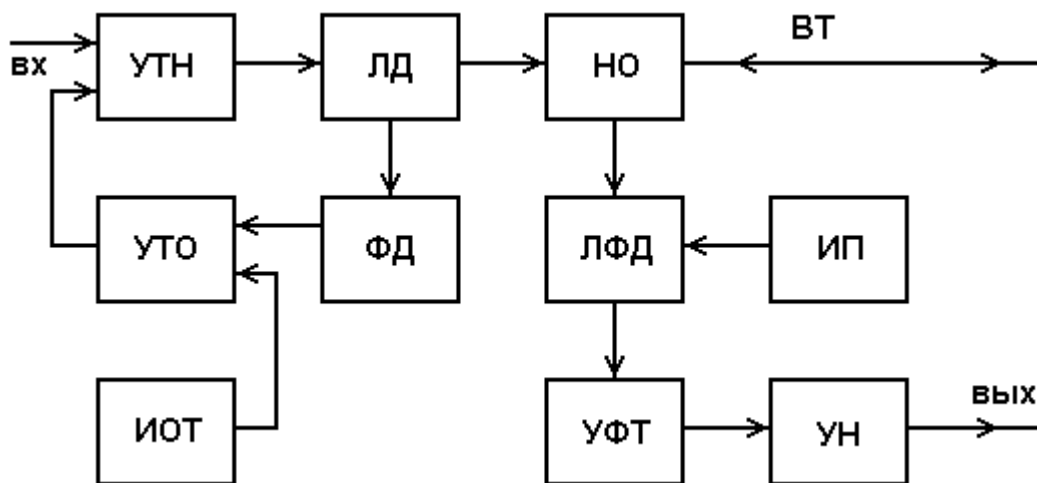 ВТ
вх УТН ЛД НО
УТО ФД ЛФД ИП
вых
ИОТ УФТ УН